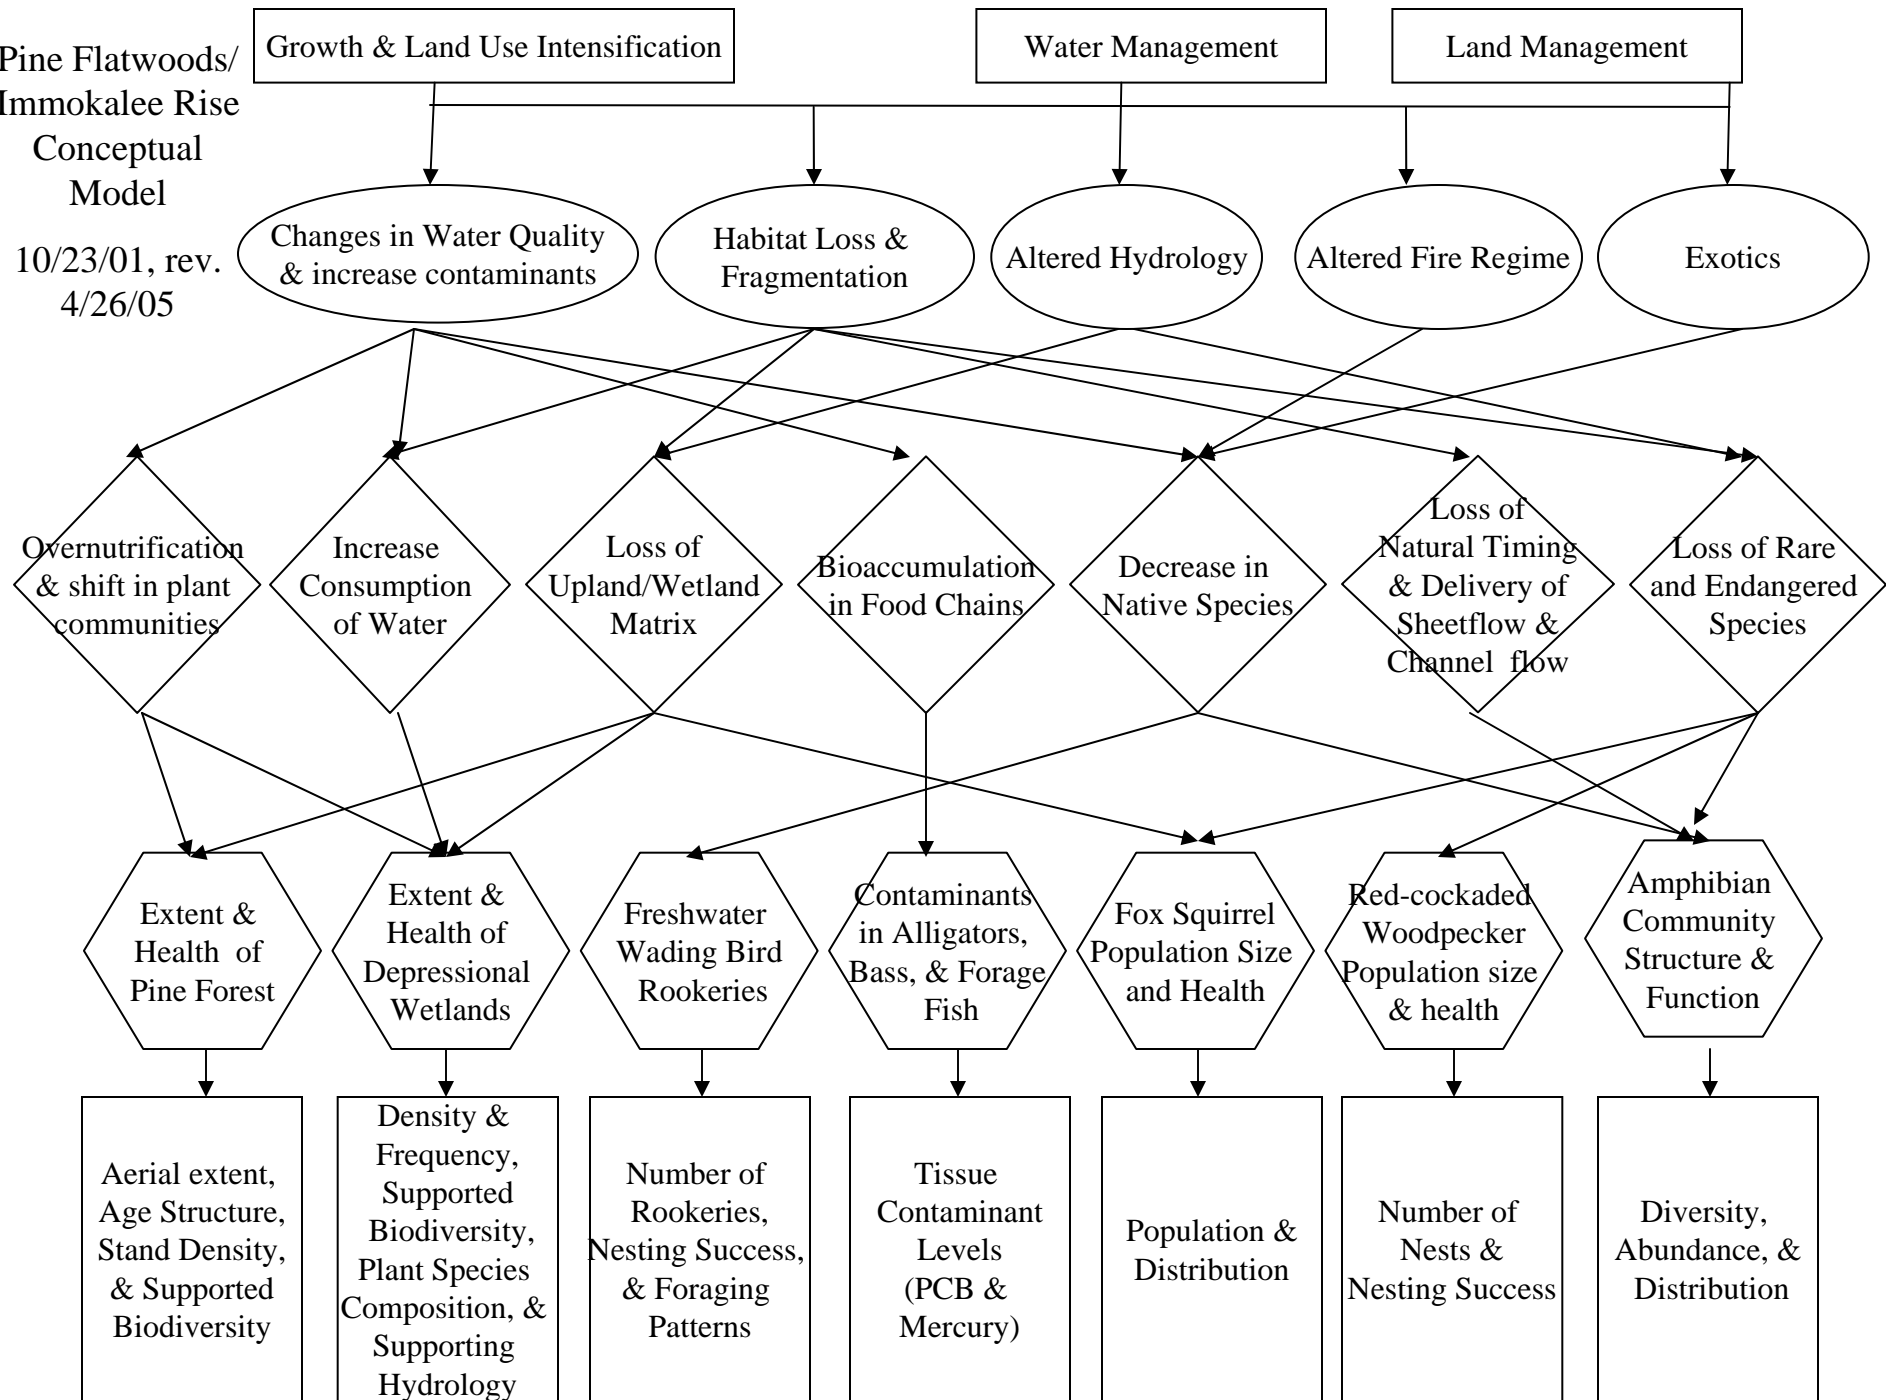 Growth & Land Use Intensification
Water Management
Land Management
Pine Flatwoods/
Immokalee Rise
Conceptual
Model
10/23/01, rev.
4/26/05
Changes in Water Quality
& increase contaminants
Habitat Loss &
Fragmentation
Altered Hydrology
Altered Fire Regime
Exotics
Overnutrification
& shift in plant
communities
Increase
Consumption
of Water
Loss of
Upland/Wetland
Matrix
Bioaccumulation
in Food Chains
Decrease in
Native Species
Loss of
Natural Timing
& Delivery of
Sheetflow &
Channel flow
Loss of Rare
and Endangered
Species
Extent &
Health of
Pine Forest
Extent &
Health of
Depressional
Wetlands
Freshwater
Wading Bird
Rookeries
Contaminants
in Alligators,
Bass, & Forage
Fish
Fox Squirrel
Population Size
and Health
Red-cockaded
Woodpecker
Population size
& health
Amphibian
Community
Structure &
Function
Aerial extent,
Age Structure,
Stand Density,
& Supported
Biodiversity
Density &
Frequency,
Supported
Biodiversity,
Plant Species
Composition, &
Supporting
Hydrology
Number of
Rookeries,
Nesting Success,
& Foraging
Patterns
Tissue
Contaminant
Levels
(PCB &
Mercury)
Population &
Distribution
Number of
Nests &
Nesting Success
Diversity,
Abundance, &
Distribution